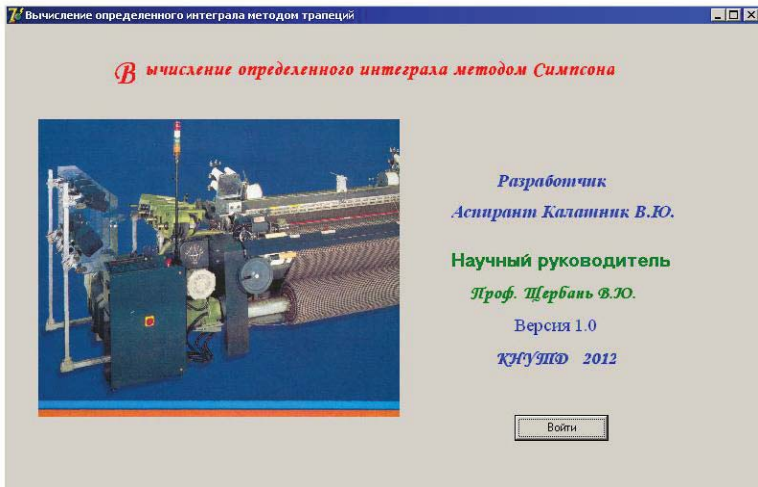 Вычисление определенного интеграла методом трапеций
Вычисление определенного интеграла методом Симпсона
Разработчик
Аспирант Калашник В.Ю.
Научный руководитель
Проф. Щербань В.Ю.
Версия 1.0
КНУТД 2012
Войти